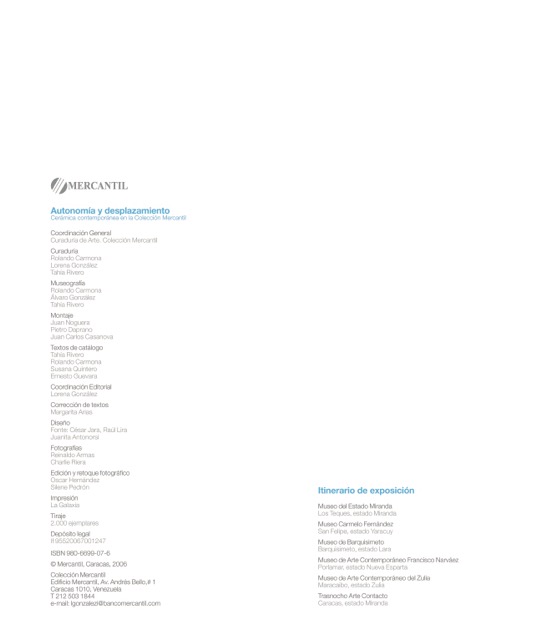 MERCANTIL
Autonomía y desplazamiento
Cerámica contemporánea en la Colección Mercantil
Coordinación General
Curaduría de Arte. Colección Mercantil
Curaduría
Rolando Carmona
Lorena González
Tahía Rivero
Museografía
Rolando Carmona
Álvaro González
Tahía Rivero
Montaje
Juan Noguera
Pietro Daprano
Juan Carlos Casanova
Textos de catálogo
Tahía Rivero
Rolando Carmona
Susana Quintero
Ernesto Guevara
Coordinación Editorial
Lorena González
Corrección de textos
Margarita Arias
Diseño
Fonte: César Jara, Raúl Lira
Juanita Antonorsi
Fotografías
Reinaldo Armas
Charlie Riera
Edición y retoque fotográfico
Oscar Hernández
Silene Pedrón
Impresión
La Galaxia
Tiraje
2.000 ejemplares
Depósito legal
If 95520067001247
ISBN 980-6699-07-6
© Mercantil. Caracas, 2006
Colección Mercantil
Edificio Mercantil, Av. Andrés Bello, # 1
Caracas 1010, Venezuela
T 212 503 1844
e-mail: lgonzalezl@bancomercantil.com
Itinerario de exposición
Museo del Estado Miranda
Los Teques, estado Miranda
Museo Carmelo Fernández
San Felipe, estado Yaracuy
Museo de Barquisimeto
Barquisimeto, estado Lara
Museo de Arte Contemporáneo Francisco Narváez
Porlamar, estado Nueva Esparta
Museo de Arte Contemporáneo del Zulia
Maracaibo, estado Zulia
Trasnocho Arte Contacto
Caracas, estado Miranda